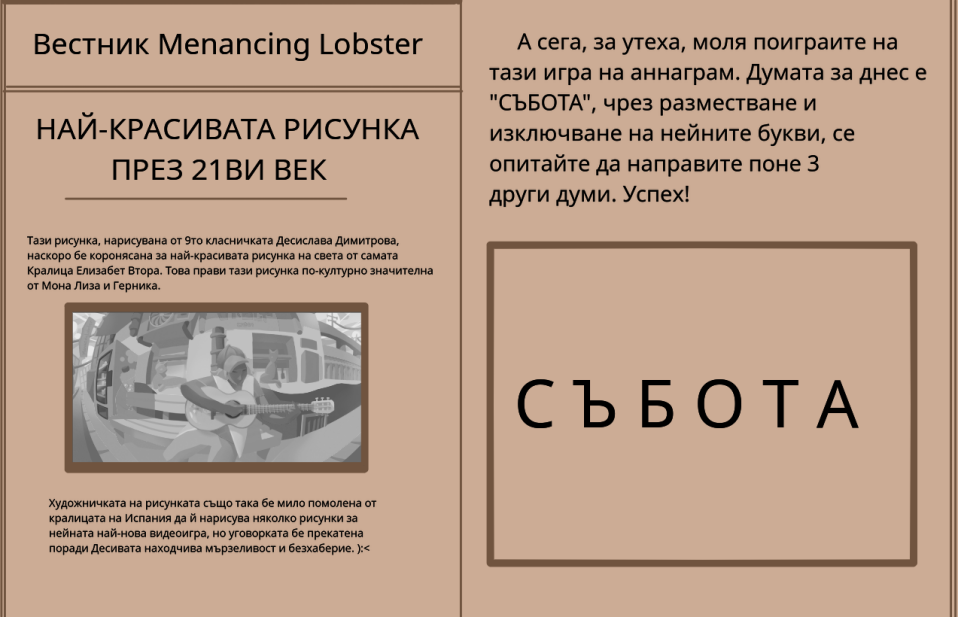 Вестник Menancing Lobster
НАЙ-КРАСИВАТА РИСУНКА
ПРЕЗ 21ВИ ВЕК
Тази рисунка, нарисувана от 9то класничката Десислава Димитрова,
наскоро бе коронясана за най-красивата рисунка на света от самата
Кралица Елизабет Втора. Това прави тази рисунка по-културно значителна
от Мона Лиза и Герника.
Художничката на рисунката също така бе мило помолена от
кралицата на Испания да й нарисува няколко рисунки за
нейната най-нова видеоигра, но уговорката бе прекатена
поради Десивата находчива мързеливост и безхаберие. ):<
А сега, за утеха, моля поиграите на
тази игра на аннаграм. Думата за днес е
"СЪБОТА", чрез разместване и
изключване на нейните букви, се
опитайте да направите поне 3
други думи. Успех!
СЪБОТА